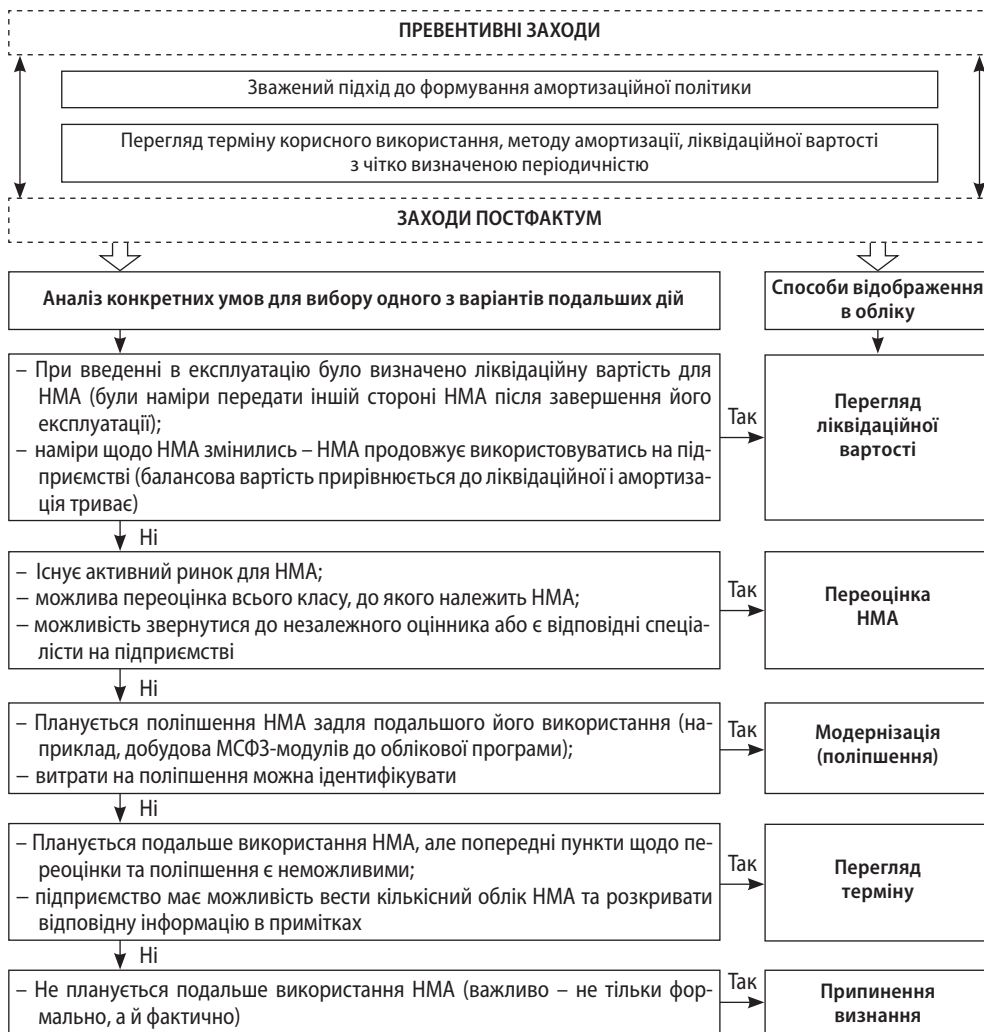 ПРЕВЕНТИВНІ ЗАХОДИ
Зважений підхід до формування амортизаційної політики
Перегляд терміну корисного використання, методу амортизації, ліквідаційної вартості
з чітко визначеною періодичністю
ЗАХОДИ ПОСТФАКТУМ
Аналіз конкретних умов для вибору одного з варіантів подальших дій
Способи відображення
в обліку
– При введенні в експлуатацію було визначено ліквідаційну вартість для
НМА (були наміри передати іншій стороні НМА після завершення його
експлуатації);
– наміри щодо НМА змінились – НМА продовжує використовуватись на під-
приємстві (балансова вартість прирівнюється до ліквідаційної і амортиза-
ція триває)
Так
Перегляд
ліквідаційної
вартості
Ні
– Існує активний ринок для НМА;
– можлива переоцінка всього класу, до якого належить НМА;
– можливість звернутися до незалежного оцінника або є відповідні спеціа-
лісти на підприємстві
Так
Переоцінка
НМА
Ні
– Планується поліпшення НМА задля подальшого його використання (на-
приклад, добудова МСФЗ-модулів до облікової програми);
– витрати на поліпшення можна ідентифікувати
Так
Модернізація
(поліпшення)
Ні
– Планується подальше використання НМА, але попередні пункти щодо пе-
реоцінки та поліпшення є неможливими;
– підприємство має можливість вести кількісний облік НМА та розкривати
відповідну інформацію в примітках
Так
Перегляд
терміну
Ні
– Не планується подальше використання НМА (важливо – не тільки фор-
мально, а й фактично)
Так
Припинення
визнання